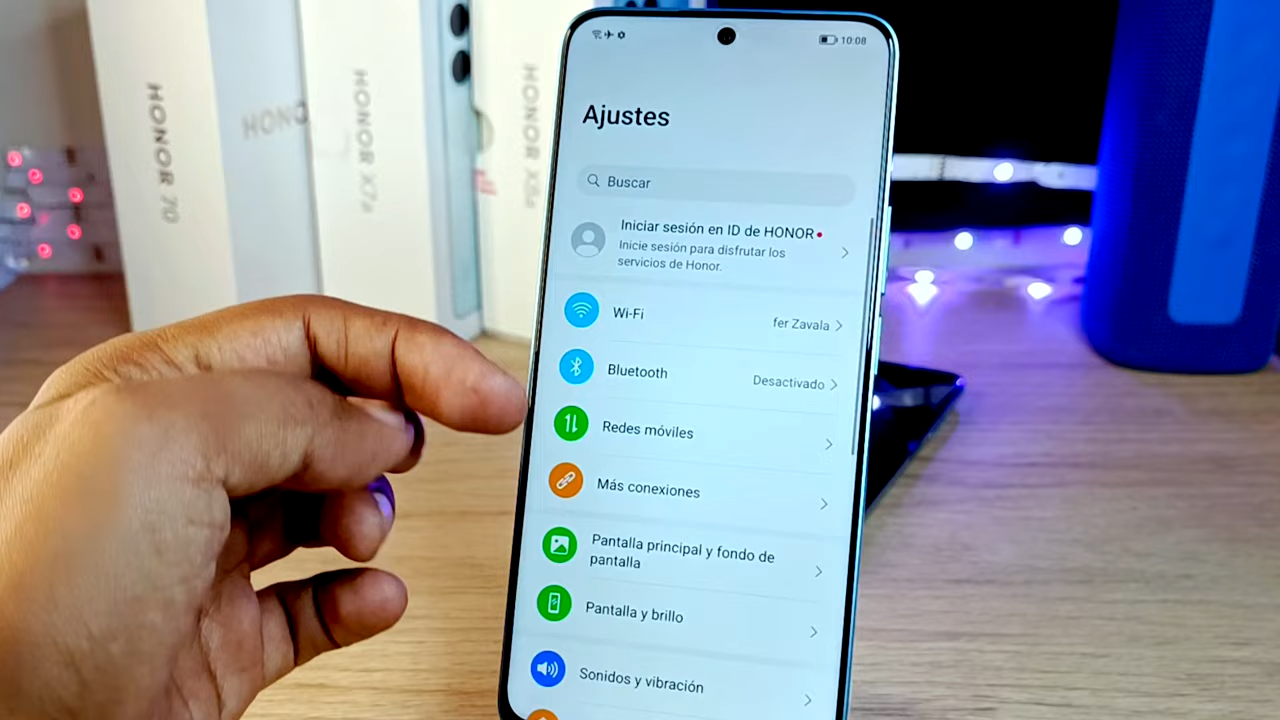 HONOR 70
HONOR
HONOR X7a
HONOR X8a
10:08
Ajustes
Buscar
Iniciar sesión en ID de HONOR
Inicie sesión para disfrutar los
servicios de Honor.
Wi-Fi
fer Zavala
Bluetooth
Desactivado
Redes móviles
Más conexiones
Pantalla principal y fondo de
pantalla
Pantalla y brillo
Sonidos y vibración